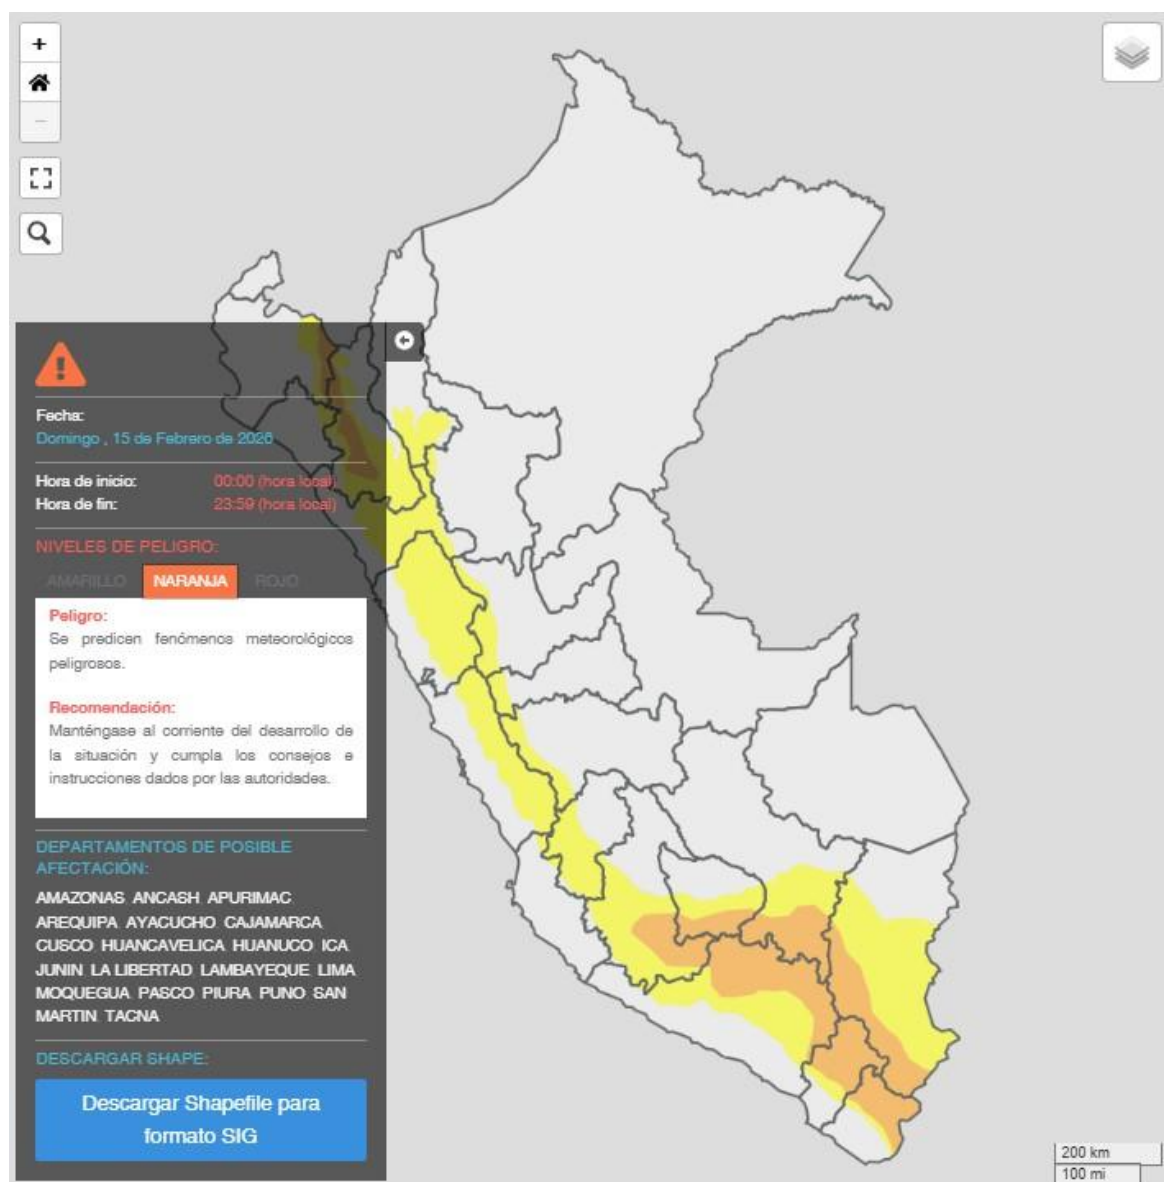 +
−
Fecha:
Domingo , 15 de Febrero de 2026
Hora de inicio: 00:00 (hora local)
Hora de fin: 23:59 (hora local)
NIVELES DE PELIGRO:
AMARILLO NARANJA ROJO
Peligro:
Se predicen fenómenos meteorológicos
peligrosos.
Recomendación:
Manténgase al corriente del desarrollo de
la situación y cumpla los consejos e
instrucciones dados por las autoridades.
DEPARTAMENTOS DE POSIBLE
AFECTACIÓN:
AMAZONAS ANCASH APURIMAC
AREQUIPA AYACUCHO CAJAMARCA
CUSCO HUANCAVELICA HUANUCO ICA
JUNIN LA LIBERTAD LAMBAYEQUE LIMA
MOQUEGUA PASCO PIURA PUNO SAN
MARTIN TACNA
DESCARGAR SHAPE:
Descargar Shapefile para
formato SIG
200 km
100 mi